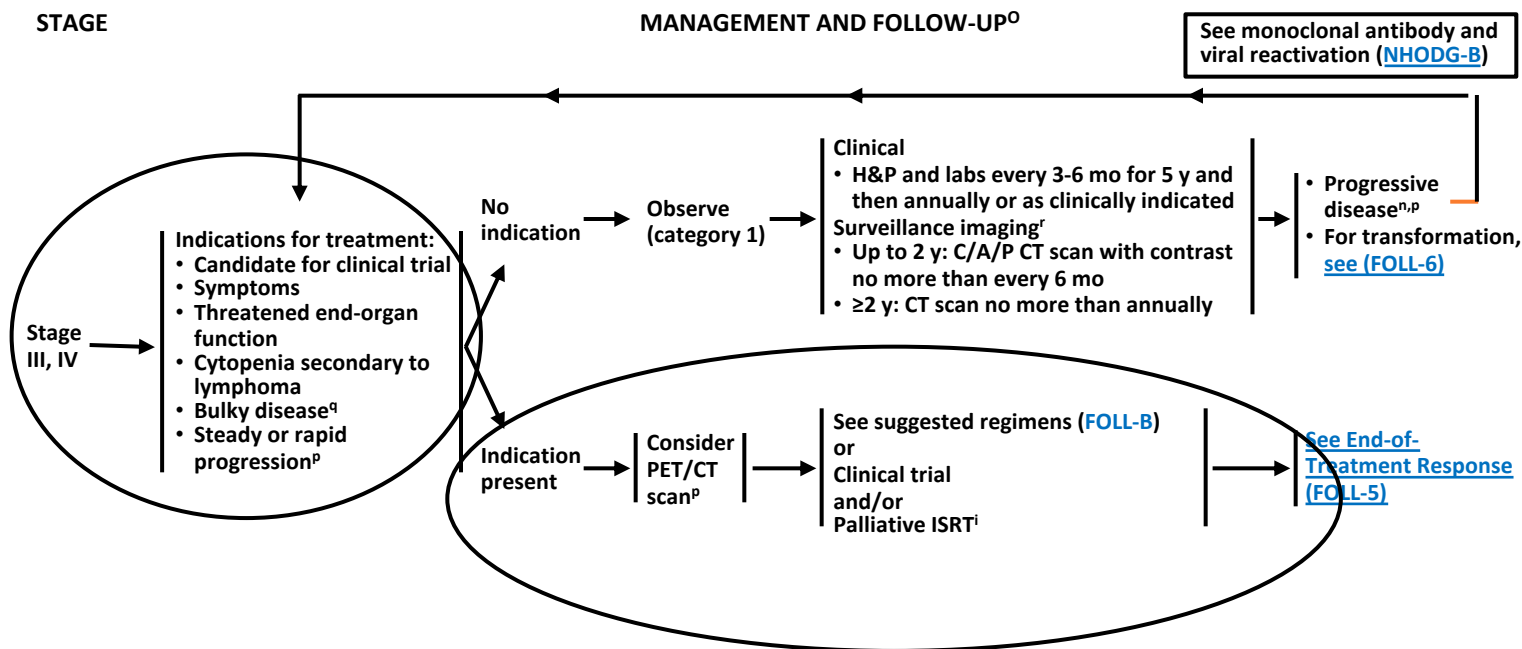 STAGE
MANAGEMENT AND FOLLOW-UPᴼ
See monoclonal antibody and
viral reactivation (NHODG-B)
Stage
III, IV
Indications for treatment:
• Candidate for clinical trial
• Symptoms
• Threatened end-organ
function
• Cytopenia secondary to
lymphoma
• Bulky disease^q
• Steady or rapid
progressionᵖ
No
indication
Observe
(category 1)
Clinical
• H&P and labs every 3-6 mo for 5 y and
then annually or as clinically indicated
Surveillance imagingʳ
• Up to 2 y: C/A/P CT scan with contrast
no more than every 6 mo
• ≥2 y: CT scan no more than annually
• Progressive
diseaseⁿ,ᵖ
• For transformation,
see (FOLL-6)
Indication
present
Consider
PET/CT
scanᵖ
See suggested regimens (FOLL-B)
or
Clinical trial
and/or
Palliative ISRTⁱ
See End-of-
Treatment Response
(FOLL-5)